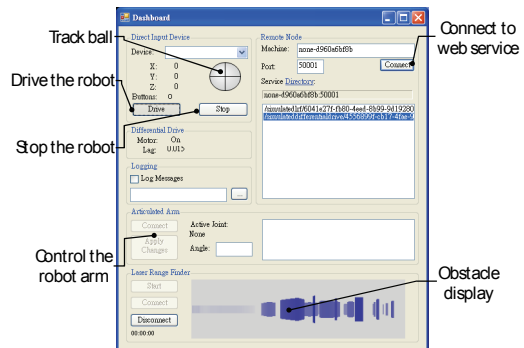 Dashboard
Track ball
Connect to
web service
Drive the robot
Stop the robot
Control the
robot arm
Obstacle
display
Direct Input Device
Device:
X: 0
Y: 0
Z: 0
Buttons: 0
Drive Stop
Differential Drive
Motor: On
Lag: 0.015
Logging
Log Messages
...
Remote Node
Machine: none-d960a6bf8b
Port: 50001 Connect
Service Directory:
none-d960a6bf8b:50001
Articulated Arm
Connect
Apply
Changes
Active Joint:
None
Angle:
Laser Range Finder
Start
Connect
Disconnect
00:00:00